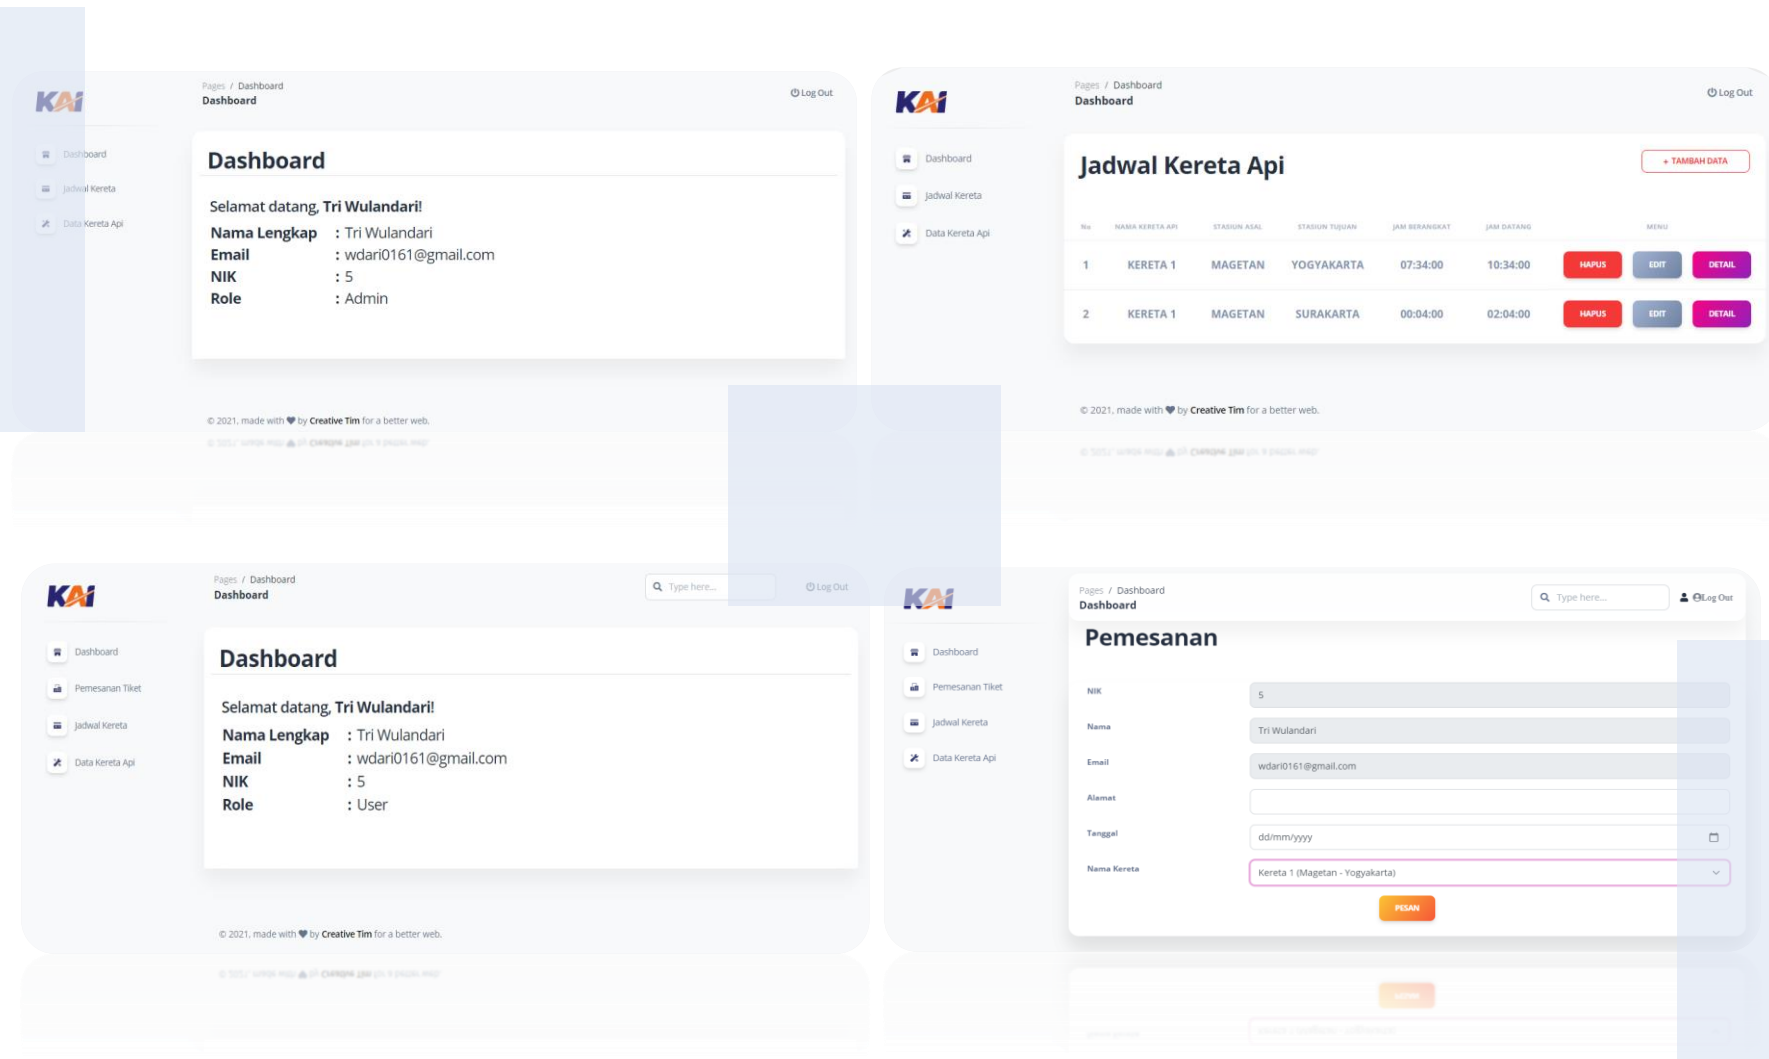 KAI
Pages / Dashboard
Dashboard
Log Out
Dashboard
Jadwal Kereta
Data Kereta Api
Dashboard
Selamat datang, Tri Wulandari!
Nama Lengkap : Tri Wulandari
Email : wdari0161@gmail.com
NIK : 5
Role : Admin
© 2021, made with ♥ by Creative Tim for a better web.
KAI
Pages / Dashboard
Dashboard
Log Out
Dashboard
Jadwal Kereta
Data Kereta Api
Jadwal Kereta Api
+ TAMBAH DATA
No NAMA KERETA API STASIUN ASAL STASIUN TUJUAN JAM BERANGKAT JAM DATANG MENU
1 KERETA 1 MAGETAN YOGYAKARTA 07:34:00 10:34:00 HAPUS EDIT DETAIL
2 KERETA 1 MAGETAN SURAKARTA 00:04:00 02:04:00 HAPUS EDIT DETAIL
© 2021, made with ♥ by Creative Tim for a better web.
KAI
Pages / Dashboard
Dashboard
Type here...
Log Out
Dashboard
Pemesanan Tiket
Jadwal Kereta
Data Kereta Api
Dashboard
Selamat datang, Tri Wulandari!
Nama Lengkap : Tri Wulandari
Email : wdari0161@gmail.com
NIK : 5
Role : User
© 2021, made with ♥ by Creative Tim for a better web.
KAI
Pages / Dashboard
Dashboard
Type here...
Log Out
Dashboard
Pemesanan Tiket
Jadwal Kereta
Data Kereta Api
Pemesanan
NIK 5
Nama Tri Wulandari
Email wdari0161@gmail.com
Alamat
Tanggal dd/mm/yyyy
Nama Kereta Kereta 1 (Magetan - Yogyakarta)
PESAN